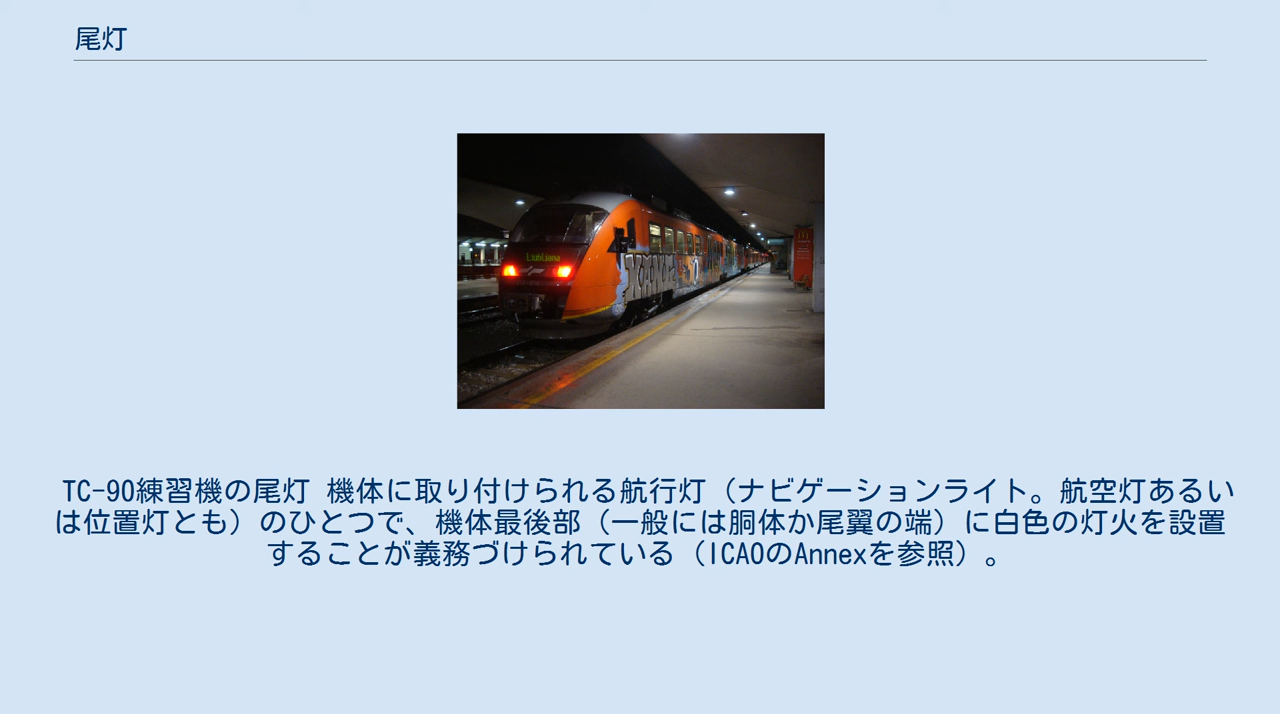 尾灯
Ljubljana
TC-90練習機の尾灯 機体に取り付けられる航行灯（ナビゲーションライト。航空灯あるい
は位置灯とも）のひとつで、機体最後部（一般には胴体か尾翼の端）に白色の灯火を設置
することが義務づけられている（ICAOのAnnexを参照）。